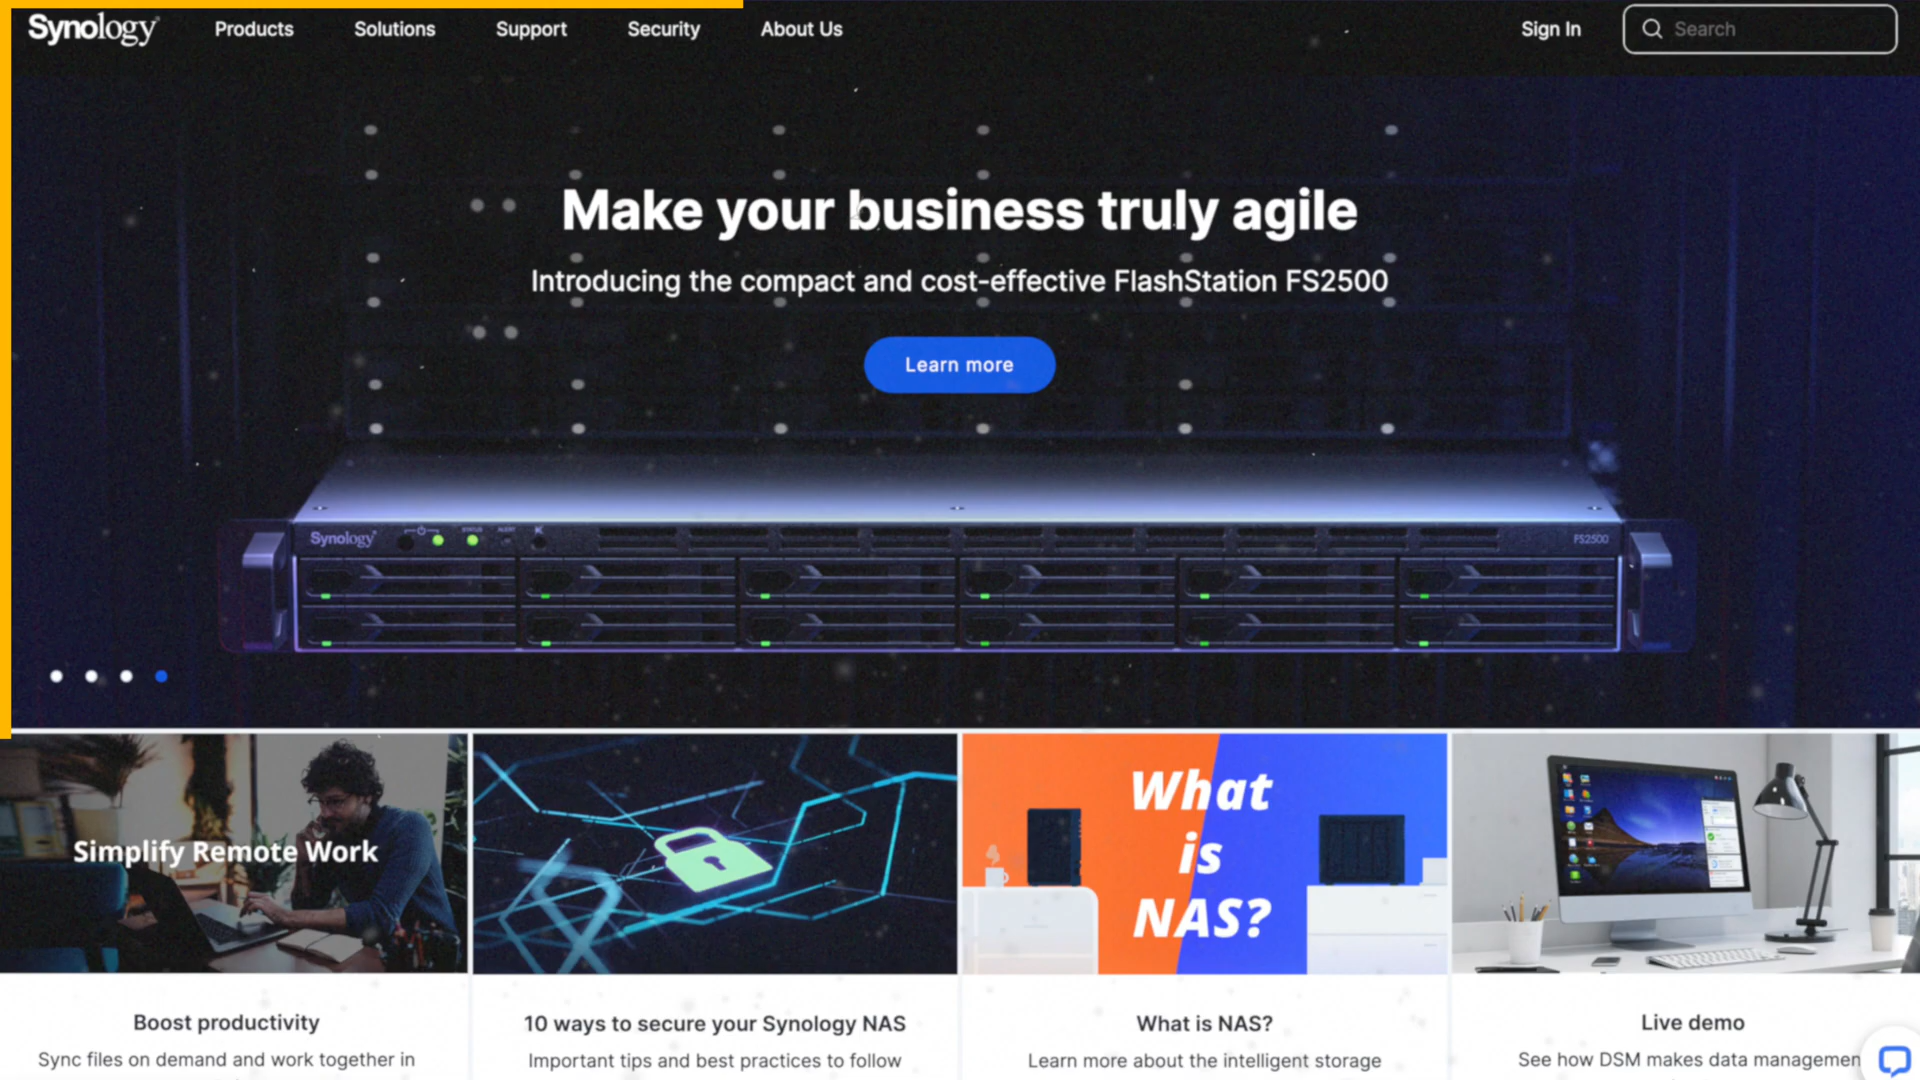 Synology
Products
Solutions
Support
Security
About Us
Sign In
Search
Make your business truly agile
Introducing the compact and cost-effective FlashStation FS2500
Learn more
Synology
STATUS
ALERT
FS2500
Simplify Remote Work
What
is
NAS?
Boost productivity
Sync files on demand and work together in
10 ways to secure your Synology NAS
Important tips and best practices to follow
What is NAS?
Learn more about the intelligent storage
Live demo
See how DSM makes data managemen